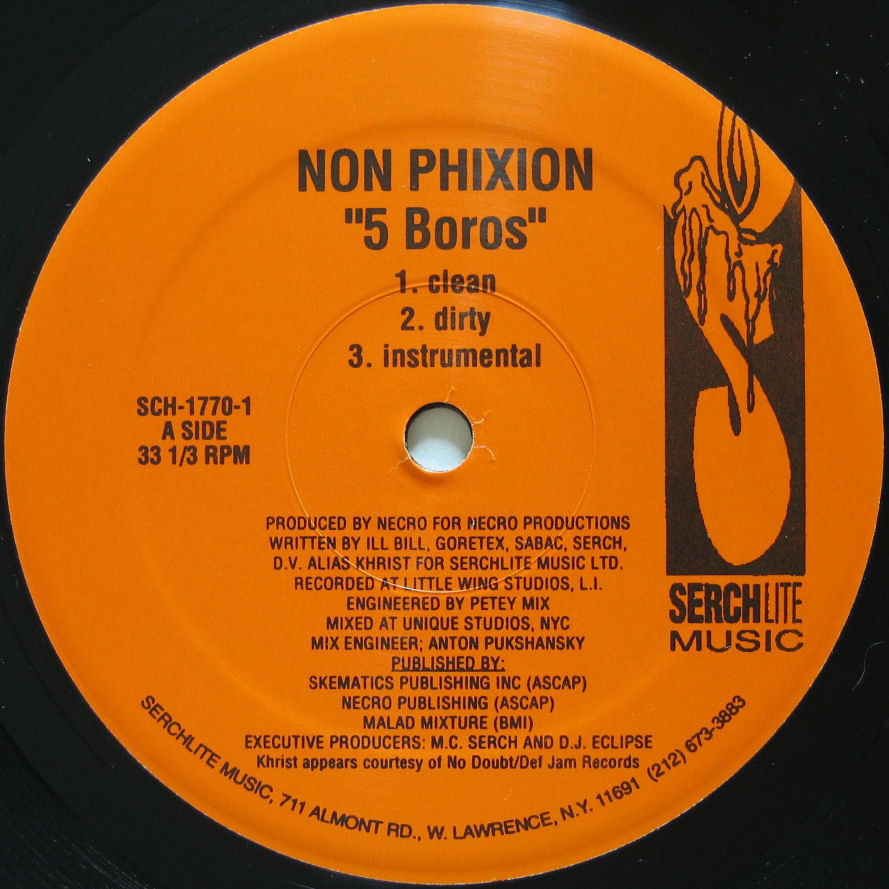 NON PHIXION
"5 Boros"
1. clean
2. dirty
3. instrumental
SCH-1770-1
A SIDE
33 1/3 RPM
PRODUCED BY NECRO FOR NECRO PRODUCTIONS
WRITTEN BY ILL BILL, GORETEX, SABAC, SERCH,
D.V. ALIAS KHRIST FOR SERCHLITE MUSIC LTD.
RECORDED AT LITTLE WING STUDIOS, L.I.
ENGINEERED BY PETEY MIX
MIXED AT UNIQUE STUDIOS, NYC
MIX ENGINEER; ANTON PUKSHANSKY
PUBLISHED BY:
SKEMATICS PUBLISHING INC (ASCAP)
NECRO PUBLISHING (ASCAP)
MALAD MIXTURE (BMI)
EXECUTIVE PRODUCERS: M.C. SERCH AND D.J. ECLIPSE
Khrist appears courtesy of No Doubt/Def Jam Records
SERCHLITE
MUSIC
SERCHLITE MUSIC, 711 ALMONT RD., W. LAWRENCE, N.Y. 11691 (212) 673-3883